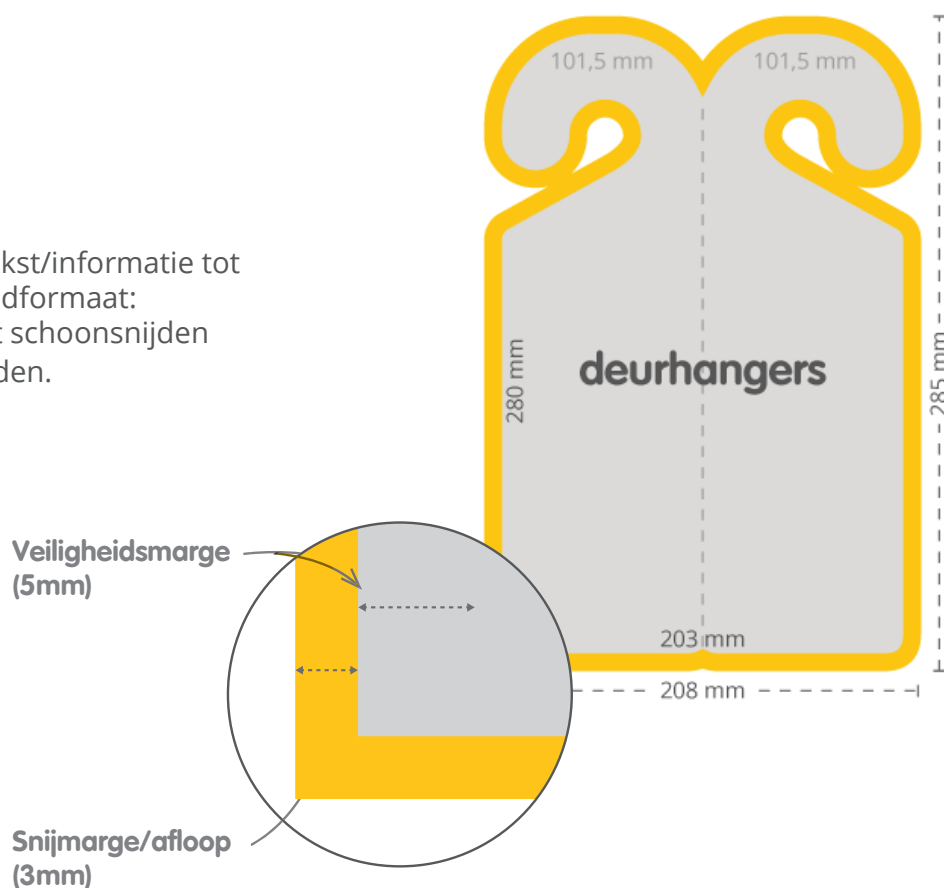 101,5 mm
101,5 mm
kst/informatie tot
dformaat:
t schoonsnijden
den.
280 mm
deurhangers
285 mm
Veiligheidsmarge
(5mm)
203 mm
208 mm
Snijmarge/afloop
(3mm)